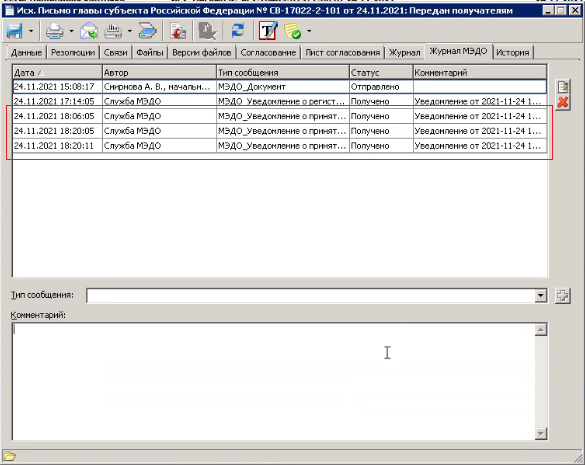 Исх. Письмо главы субъекта Российской Федерации № СВ-17022-2-101 от 24.11.2021: Передан получателям
Данные Резолюции Связи Файлы Версии файлов Согласование Лист согласования Журнал Журнал МЭДО История
Дата Автор Тип сообщения Статус Комментарий
24.11.2021 15:08:17 Смирнова А. В., начальн... МЭДО_Документ Отправлено
24.11.2021 17:14:05 Служба МЭДО МЭДО_Уведомление о регист... Получено Уведомление от 2021-11-24 1...
24.11.2021 18:06:05 Служба МЭДО МЭДО_Уведомление о принят... Получено Уведомление от 2021-11-24 1...
24.11.2021 18:20:05 Служба МЭДО МЭДО_Уведомление о принят... Получено Уведомление от 2021-11-24 1...
24.11.2021 18:20:11 Служба МЭДО МЭДО_Уведомление о принят... Получено Уведомление от 2021-11-24 1...
Тип сообщения:
Комментарий: